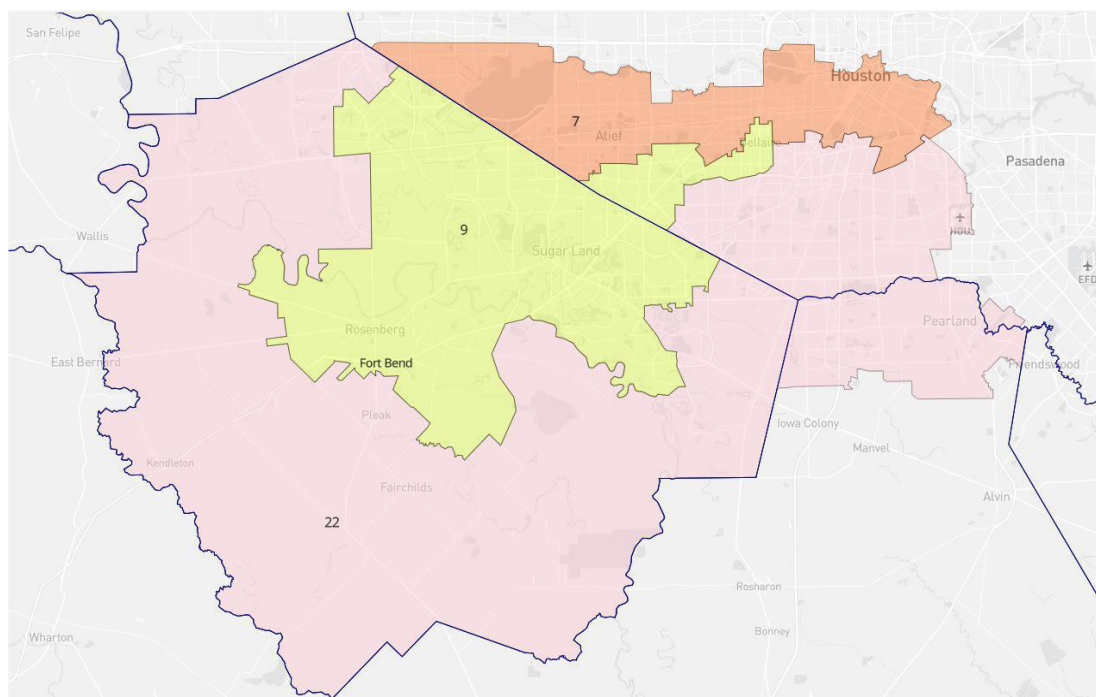 San Felipe
Houston
7
Alief
Bellaire
Pasadena
HOU
Wallis
9
Sugar Land
EFD
Rosenberg
Pearland
East Bernard
Fort Bend
Friendswood
Pleak
Iowa Colony
Manvel
Kendleton
Fairchilds
Alvin
22
Rosharon
Bonney
Wharton